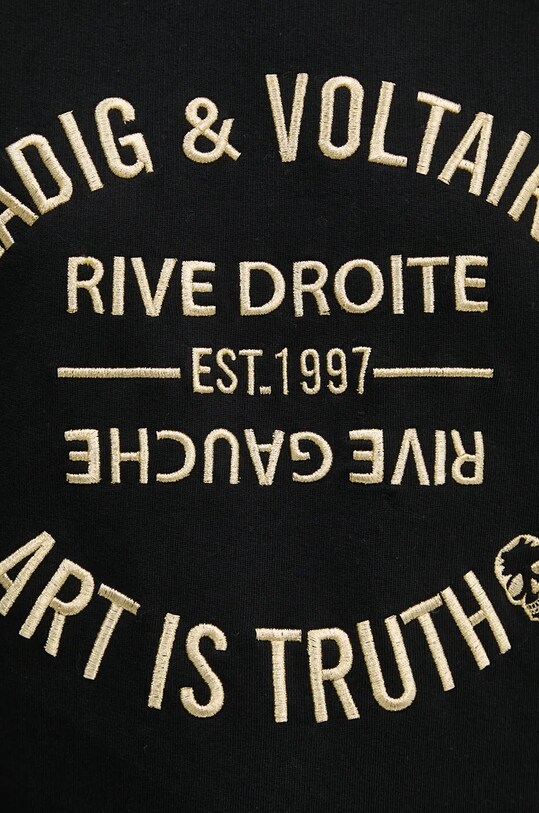 ADIG & VOLTAIR
RIVE DROITE
EST. 1997
RIVE GAUCHE
ART IS TRUTH